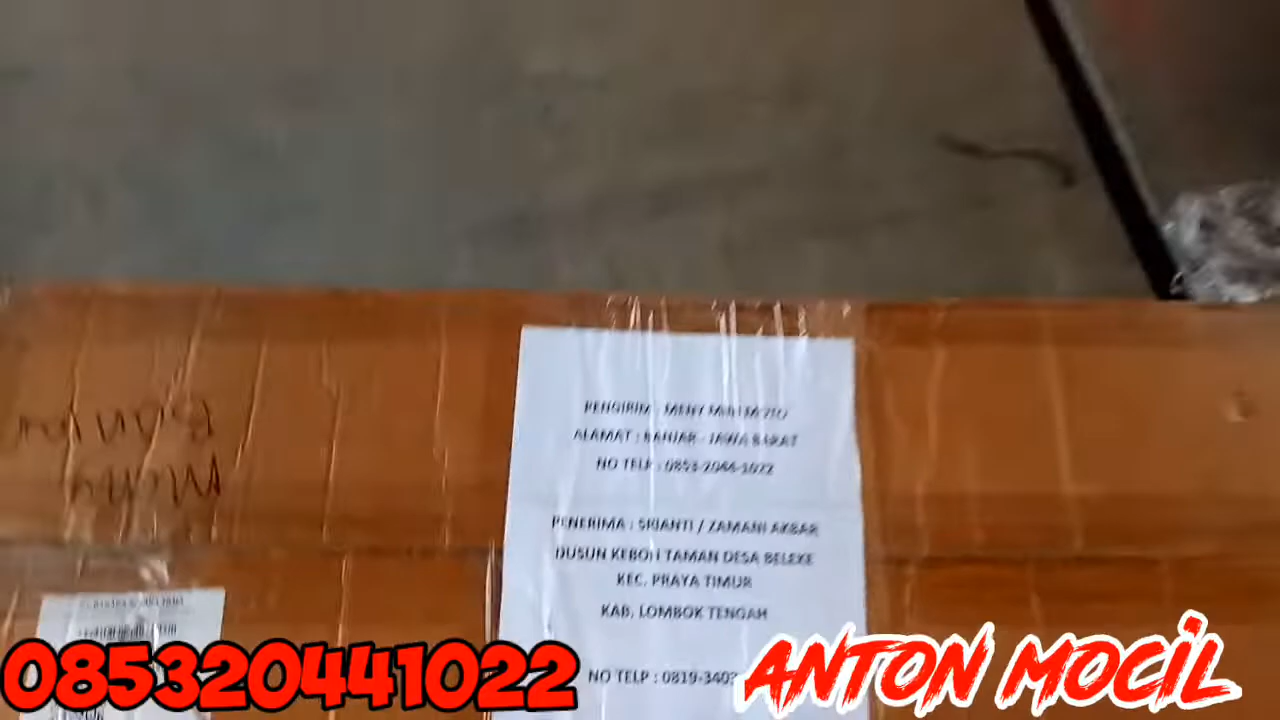 PENGIRIM : MENY
ALAMAT : BANJAR - JAWA BARAT
NO TELP : 0853-2044-1022
PENERIMA : SRIANTI / ZAMANI AKBAR
DUSUN KEBON TAMAN DESA BELEKE
KEC. PRAYA TIMUR
KAB. LOMBOK TENGAH
NO TELP : 0819-340
085320441022
ANTON MOCIL